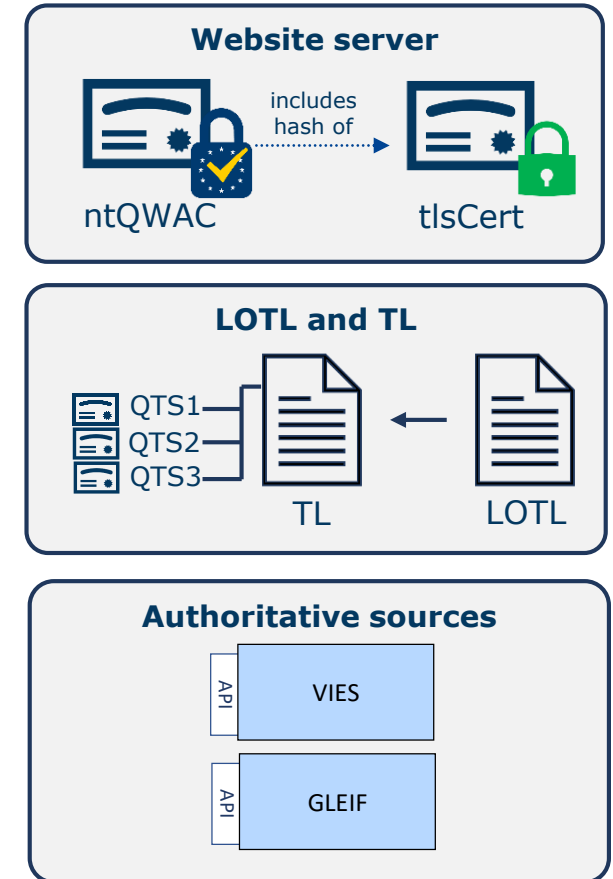 Website server
includes
hash of
ntQWAC
tlsCert
LOTL and TL
QTS1
QTS2
QTS3
TL
LOTL
Authoritative sources
API
VIES
API
GLEIF